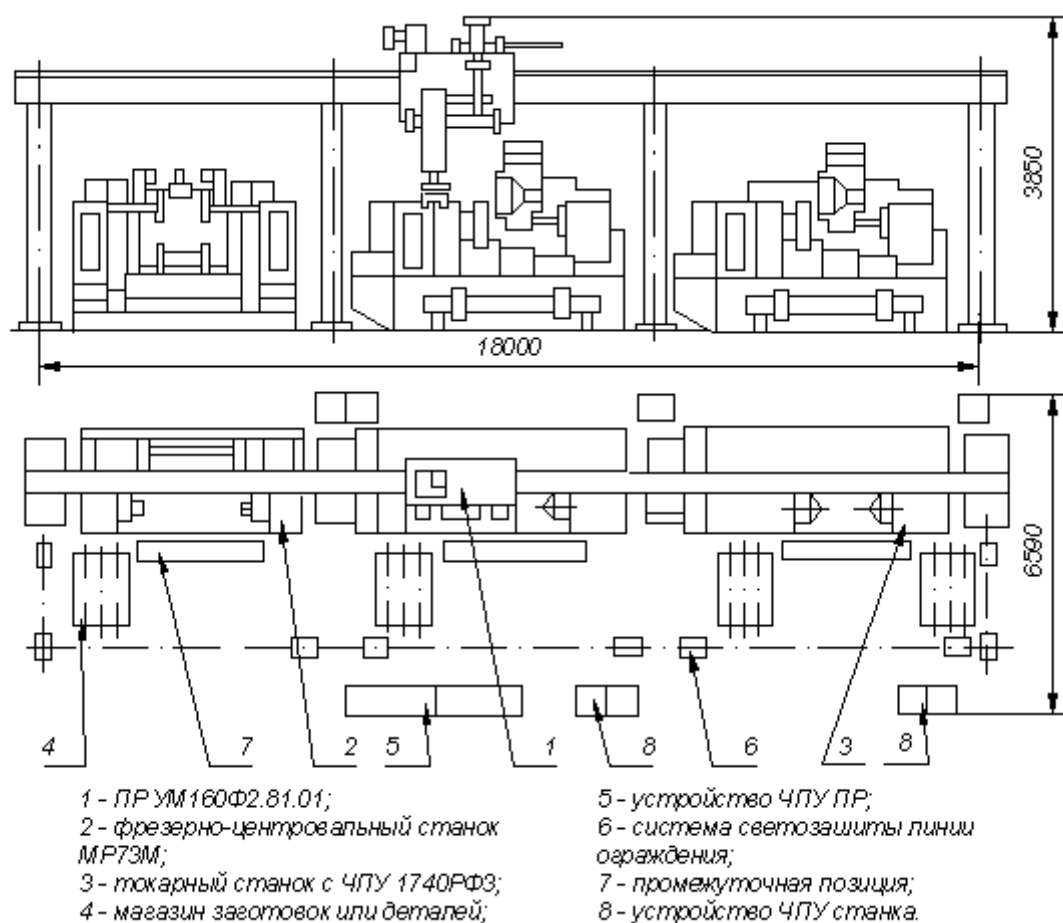 3850
18000
6590
4 7 2 5 1 8 6 3 8
1 - ПР УМ160Ф2.81.01;
2 - фрезерно-центровальный станок
МР73М;
3 - токарный станок с ЧПУ 1740РФ3;
4 - магазин заготовок или деталей;
5 - устройство ЧПУ ПР;
6 - система светозашиты линии
ограждения;
7 - промежуточная позиция;
8 - устройство ЧПУ станка.